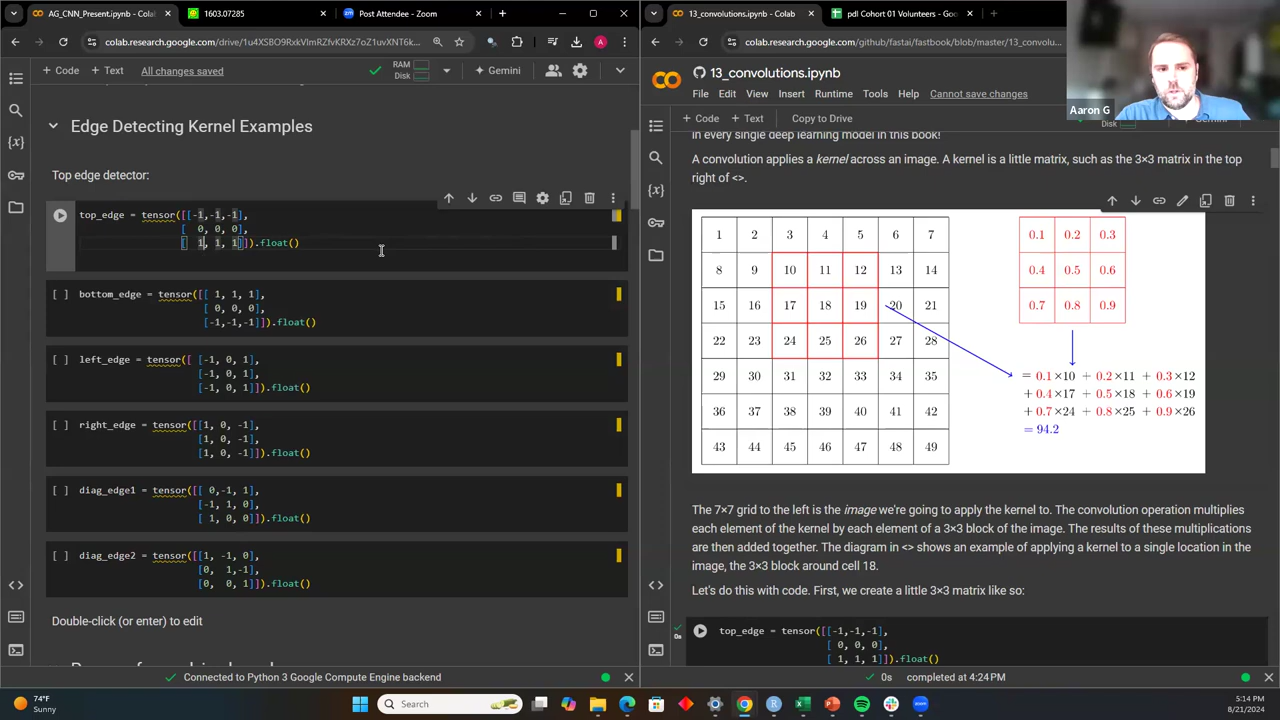 AG_CNN_Present.ipynb - Colab
1603.07285
Post Attendee - Zoom
colab.research.google.com/drive/1u4XSBO9RxkVlmRZfvKRXz7oZ1uvXNT6k...
+ Code + Text All changes saved
RAM
Disk
Gemini
Edge Detecting Kernel Examples
Top edge detector:
top_edge = tensor([[-1,-1,-1],
[ 0, 0, 0],
[ 1, 1, 1]]).float()
[ ] bottom_edge = tensor([[ 1, 1, 1],
[ 0, 0, 0],
[-1,-1,-1]]).float()
[ ] left_edge = tensor([ [-1, 0, 1],
[-1, 0, 1],
[-1, 0, 1]]).float()
[ ] right_edge = tensor([[1, 0, -1],
[1, 0, -1],
[1, 0, -1]]).float()
[ ] diag_edge1 = tensor([[ 0,-1, 1],
[-1, 1, 0],
[ 1, 0, 0]]).float()
[ ] diag_edge2 = tensor([[1, -1, 0],
[0, 1,-1],
[0, 0, 1]]).float()
Double-click (or enter) to edit
Connected to Python 3 Google Compute Engine backend
13_convolutions.ipynb - Colab
pdl Cohort 01 Volunteers - Goo
colab.research.google.com/github/fastai/fastbook/blob/master/13_convolu...
13_convolutions.ipynb
File Edit View Insert Runtime Tools Help Cannot save changes
+ Code + Text Copy to Drive
Disk
Aaron G
in every single deep learning model in this book!
A convolution applies a kernel across an image. A kernel is a little matrix, such as the 3×3 matrix in the top
right of <>.
1 2 3 4 5 6 7
8 9 10 11 12 13 14
15 16 17 18 19 20 21
22 23 24 25 26 27 28
29 30 31 32 33 34 35
36 37 38 39 40 41 42
43 44 45 46 47 48 49
0.1 0.2 0.3
0.4 0.5 0.6
0.7 0.8 0.9
= 0.1×10 + 0.2×11 + 0.3×12
+ 0.4×17 + 0.5×18 + 0.6×19
+ 0.7×24 + 0.8×25 + 0.9×26
= 94.2
The 7×7 grid to the left is the image we're going to apply the kernel to. The convolution operation multiplies
each element of the kernel by each element of a 3×3 block of the image. The results of these multiplications
are then added together. The diagram in <> shows an example of applying a kernel to a single location in the
image, the 3×3 block around cell 18.
Let's do this with code. First, we create a little 3×3 matrix like so:
0s
top_edge = tensor([[-1,-1,-1],
[ 0, 0, 0],
[ 1, 1, 1]]).float()
0s completed at 4:24 PM
74°F
Sunny
Search
5:14 PM
8/21/2024